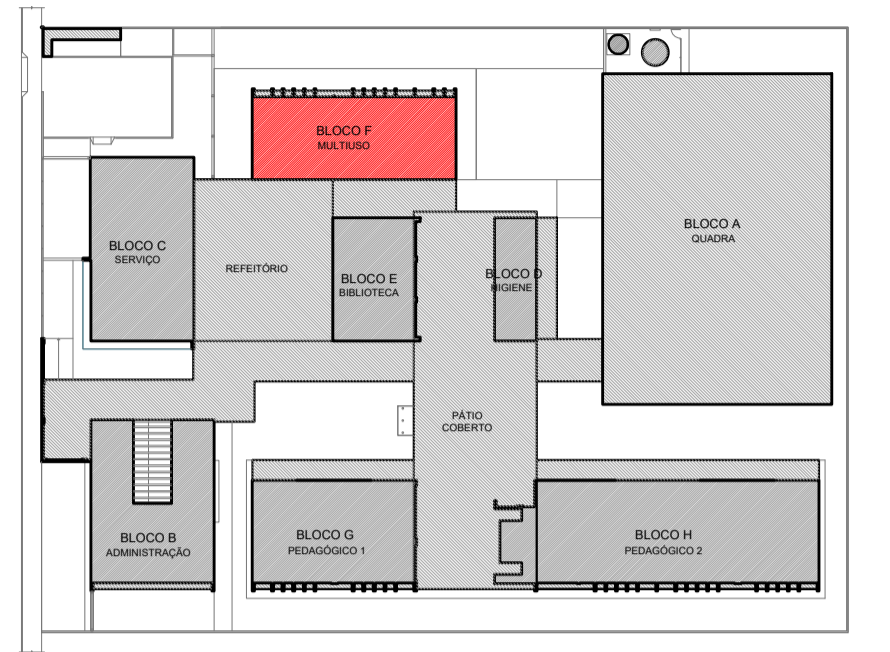 BLOCO F
MULTIUSO
BLOCO A
QUADRA
BLOCO C
SERVIÇO
REFEITÓRIO
BLOCO E
BIBLIOTECA
BLOCO D
HIGIENE
PÁTIO
COBERTO
BLOCO B
ADMINISTRAÇÃO
BLOCO G
PEDAGÓGICO 1
BLOCO H
PEDAGÓGICO 2